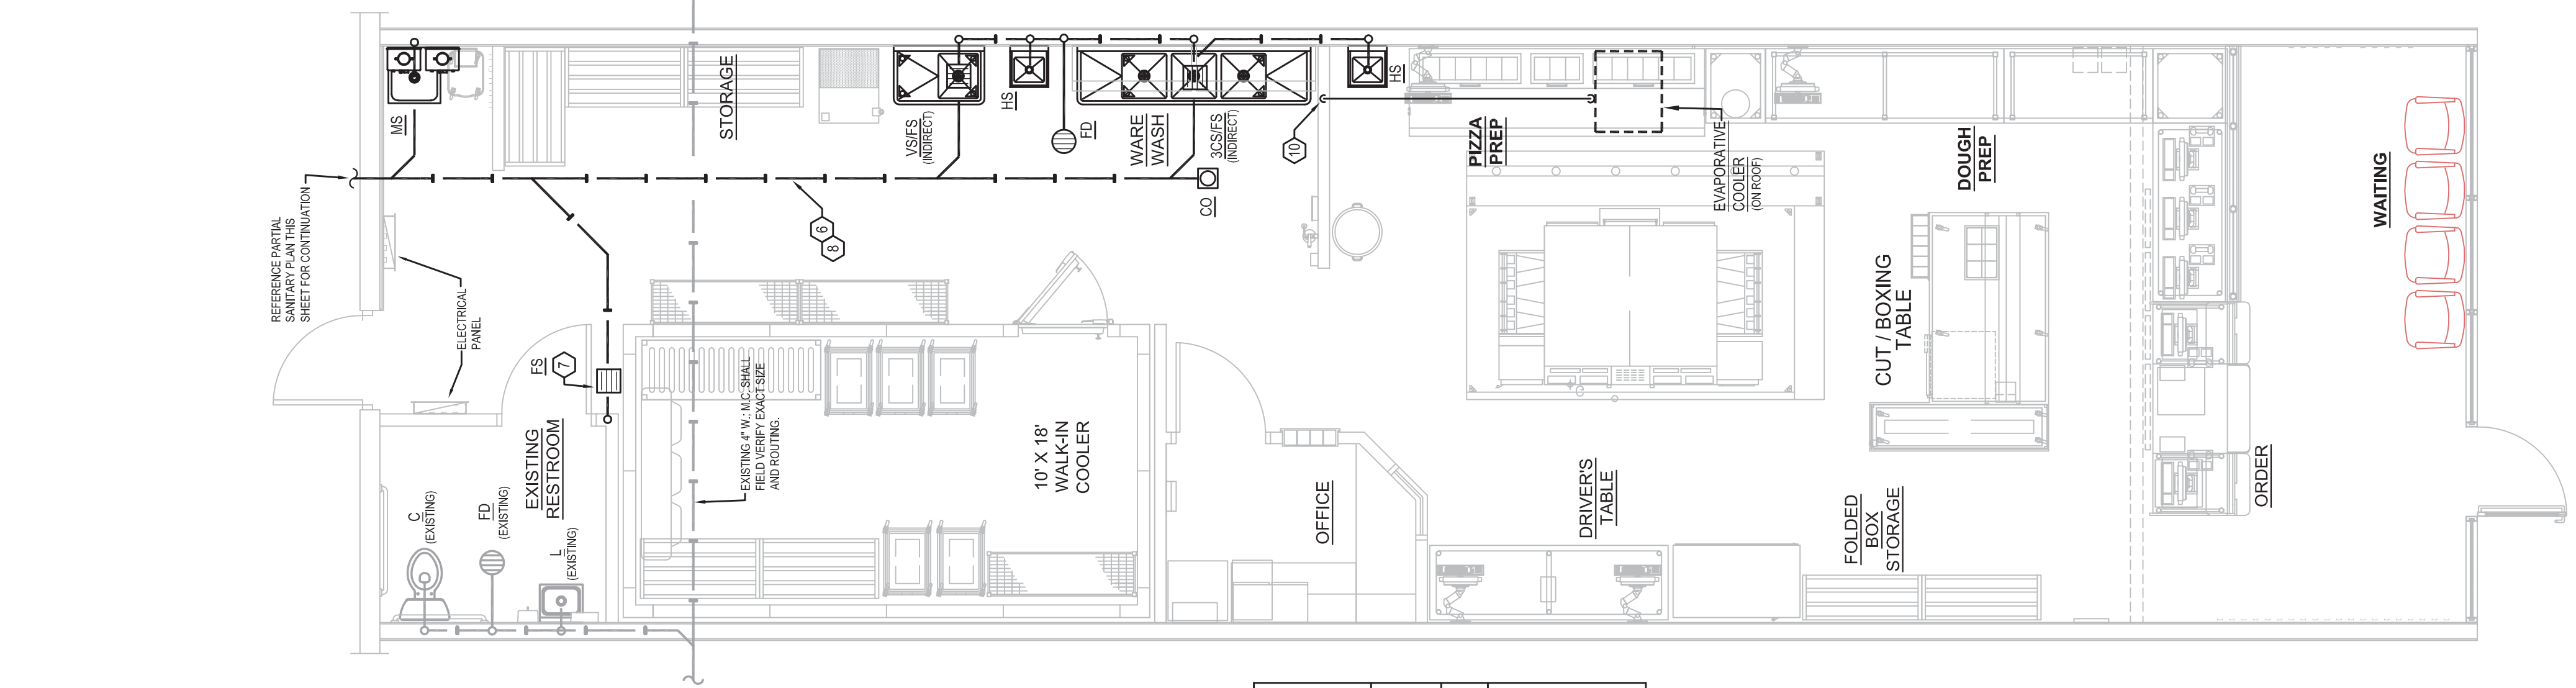 REFERENCE PARTIAL
SANITARY PLAN THIS
SHEET FOR CONTINUATION
MS
ELECTRICAL
PANEL
FS
7
C
(EXISTING)
FD
(EXISTING)
EXISTING
RESTROOM
L
(EXISTING)
STORAGE
6
8
EXISTING 4" W.; M.C. SHALL
FIELD VERIFY EXACT SIZE
AND ROUTING.
VS/FS
(INDIRECT)
HS
FD
WARE
WASH
3CS/FS
(INDIRECT)
CO
10
HS
10' X 18'
WALK-IN
COOLER
OFFICE
PIZZA
PREP
EVAPORATIVE
COOLER
(ON ROOF)
DRIVER'S
TABLE
FOLDED
BOX
STORAGE
CUT / BOXING
TABLE
DOUGH
PREP
ORDER
WAITING